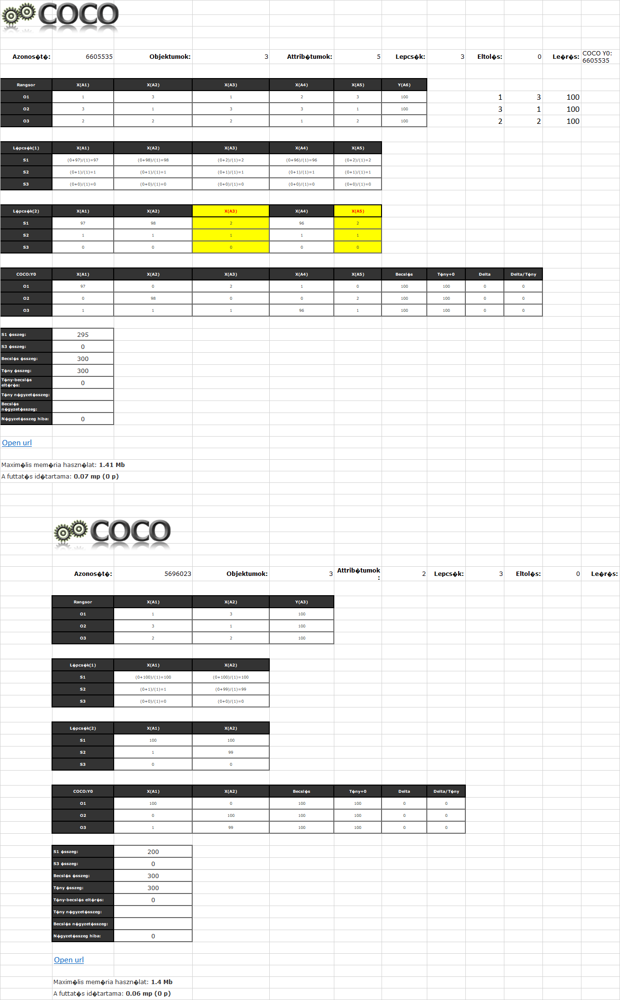 COCO
Azonos�t�: 6605535 Objektumok: 3 Attrib�tumok: 5 Lepcs�k: 3 Eltol�s: 0 Le�r�s: COCO Y0: 6605535
Rangsor X(A1) X(A2) X(A3) X(A4) X(A5) Y(A6)
O1 1 3 1 2 3 100 1 3 100
O2 3 1 3 3 1 100 3 1 100
O3 2 2 2 1 2 100 2 2 100
L�pcs�k(1) X(A1) X(A2) X(A3) X(A4) X(A5)
S1 (0+97)/(1)=97 (0+98)/(1)=98 (0+2)/(1)=2 (0+96)/(1)=96 (0+2)/(1)=2
S2 (0+1)/(1)=1 (0+1)/(1)=1 (0+1)/(1)=1 (0+1)/(1)=1 (0+1)/(1)=1
S3 (0+0)/(1)=0 (0+0)/(1)=0 (0+0)/(1)=0 (0+0)/(1)=0 (0+0)/(1)=0
L�pcs�k(2) X(A1) X(A2) X(A3) X(A4) X(A5)
S1 97 98 2 96 2
S2 1 1 1 1 1
S3 0 0 0 0 0
COCO:Y0 X(A1) X(A2) X(A3) X(A4) X(A5) Becsl�s T�ny+0 Delta Delta/T�ny
O1 97 0 2 1 0 100 100 0 0
O2 0 98 0 0 2 100 100 0 0
O3 1 1 1 96 1 100 100 0 0
S1 �sszeg: 295
S3 �sszeg: 0
Becsl�s �sszeg: 300
T�ny �sszeg: 300
T�ny-becsl�s
elt�r�s: 0
T�ny n�gyzet�sszeg:
Becsl�s
n�gyzet�sszeg:
N�gyzet�sszeg hiba: 0
Open url
Maxim�lis mem�ria haszn�lat: 1.41 Mb
A futtat�s id�tartama: 0.07 mp (0 p)
COCO
Azonos�t�: 5696023 Objektumok: 3 Attrib�tumok : 2 Lepcs�k: 3 Eltol�s: 0 Le�r�s:
Rangsor X(A1) X(A2) Y(A3)
O1 1 3 100
O2 3 1 100
O3 2 2 100
L�pcs�k(1) X(A1) X(A2)
S1 (0+100)/(1)=100 (0+100)/(1)=100
S2 (0+1)/(1)=1 (0+99)/(1)=99
S3 (0+0)/(1)=0 (0+0)/(1)=0
L�pcs�k(2) X(A1) X(A2)
S1 100 100
S2 1 99
S3 0 0
COCO:Y0 X(A1) X(A2) Becsl�s T�ny+0 Delta Delta/T�ny
O1 100 0 100 100 0 0
O2 0 100 100 100 0 0
O3 1 99 100 100 0 0
S1 �sszeg: 200
S3 �sszeg: 0
Becsl�s �sszeg: 300
T�ny �sszeg: 300
T�ny-becsl�s elt�r�s: 0
T�ny n�gyzet�sszeg:
Becsl�s n�gyzet�sszeg:
N�gyzet�sszeg hiba: 0
Open url
Maxim�lis mem�ria haszn�lat: 1.4 Mb
A futtat�s id�tartama: 0.06 mp (0 p)